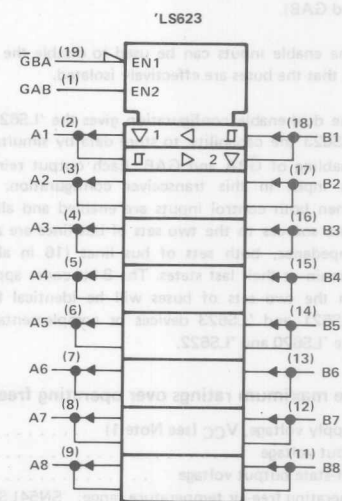 'LS623
GBA (19) EN1
GAB (1) EN2
A1 (2) ▽ 1 ◁ (18) B1
▷ 2 ▽
A2 (3) (17) B2
A3 (4) (16) B3
A4 (5) (15) B4
A5 (6) (14) B5
A6 (7) (13) B6
A7 (8) (12) B7
A8 (9) (11) B8